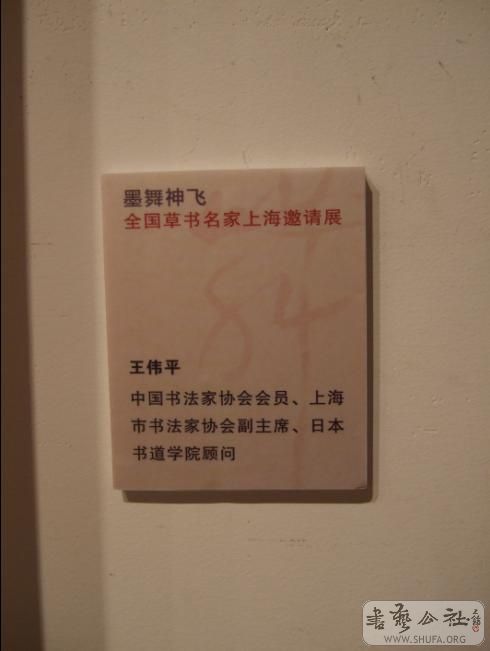 墨舞神飞
全国草书名家上海邀请展
王伟平
中国书法家协会会员、上海
市书法家协会副主席、日本
书道学院顾问
書藝公社
WWW.SHUFA.ORG